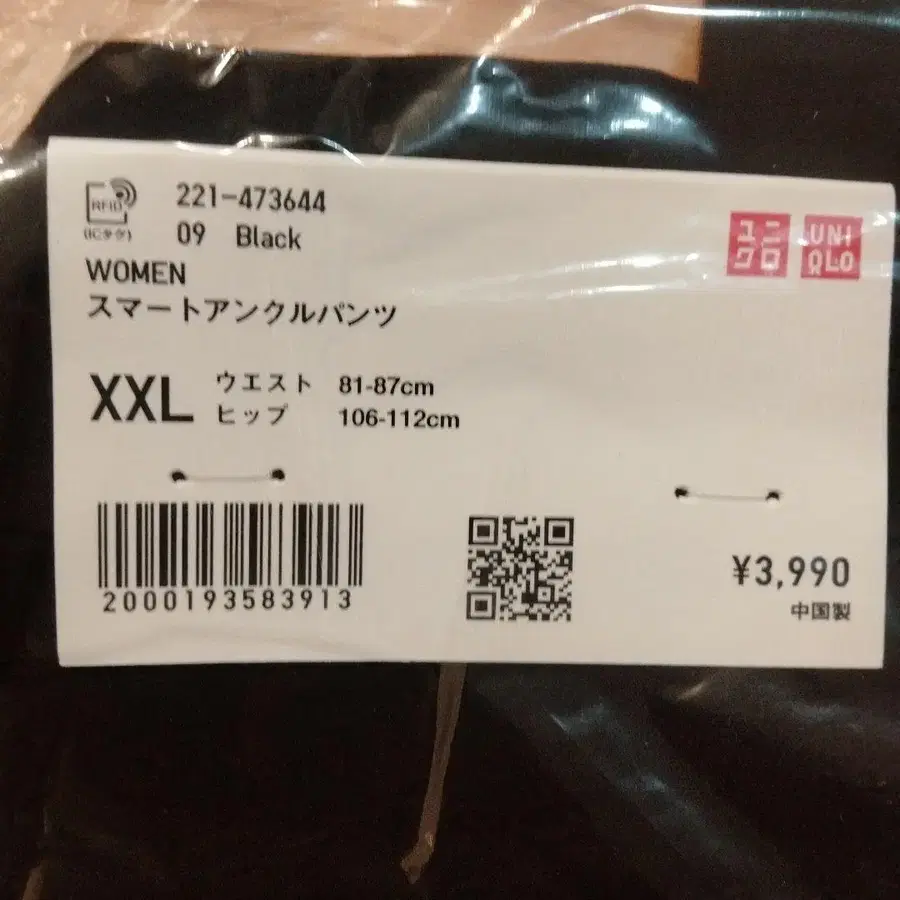 RFID
(ICタグ)
221-473644
09 Black
ユニ
クロ
UNI
QLO
WOMEN
スマートアンクルパンツ
XXL
ウエスト 81-87cm
ヒップ 106-112cm
2000193583913
¥3,990
中国製